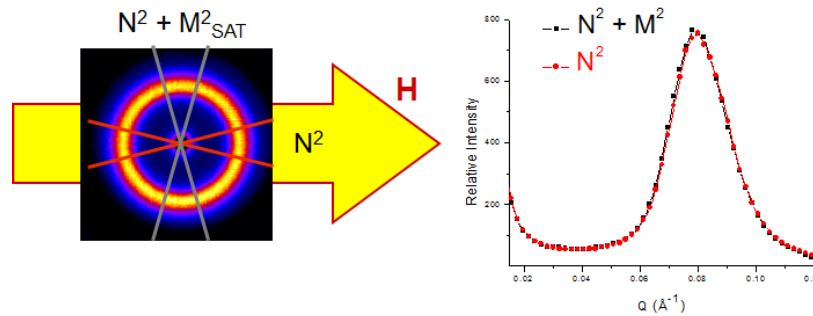 N² + M²SAT
H
N²
N² + M²
N²
Relative Intensity
800
600
400
200
0.02
0.04
0.06
0.08
0.10
Q (Å⁻¹)